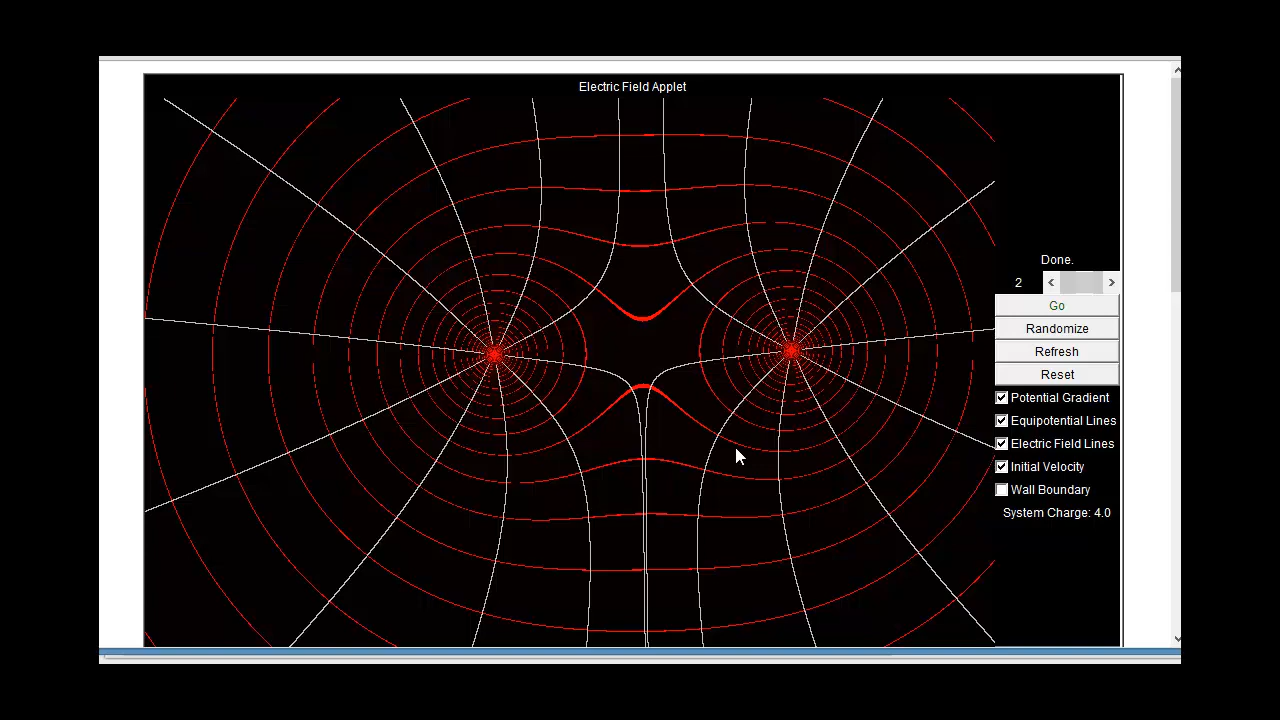 Electric Field Applet
Done.
2
Go
Randomize
Refresh
Reset
Potential Gradient
Equipotential Lines
Electric Field Lines
Initial Velocity
Wall Boundary
System Charge: 4.0